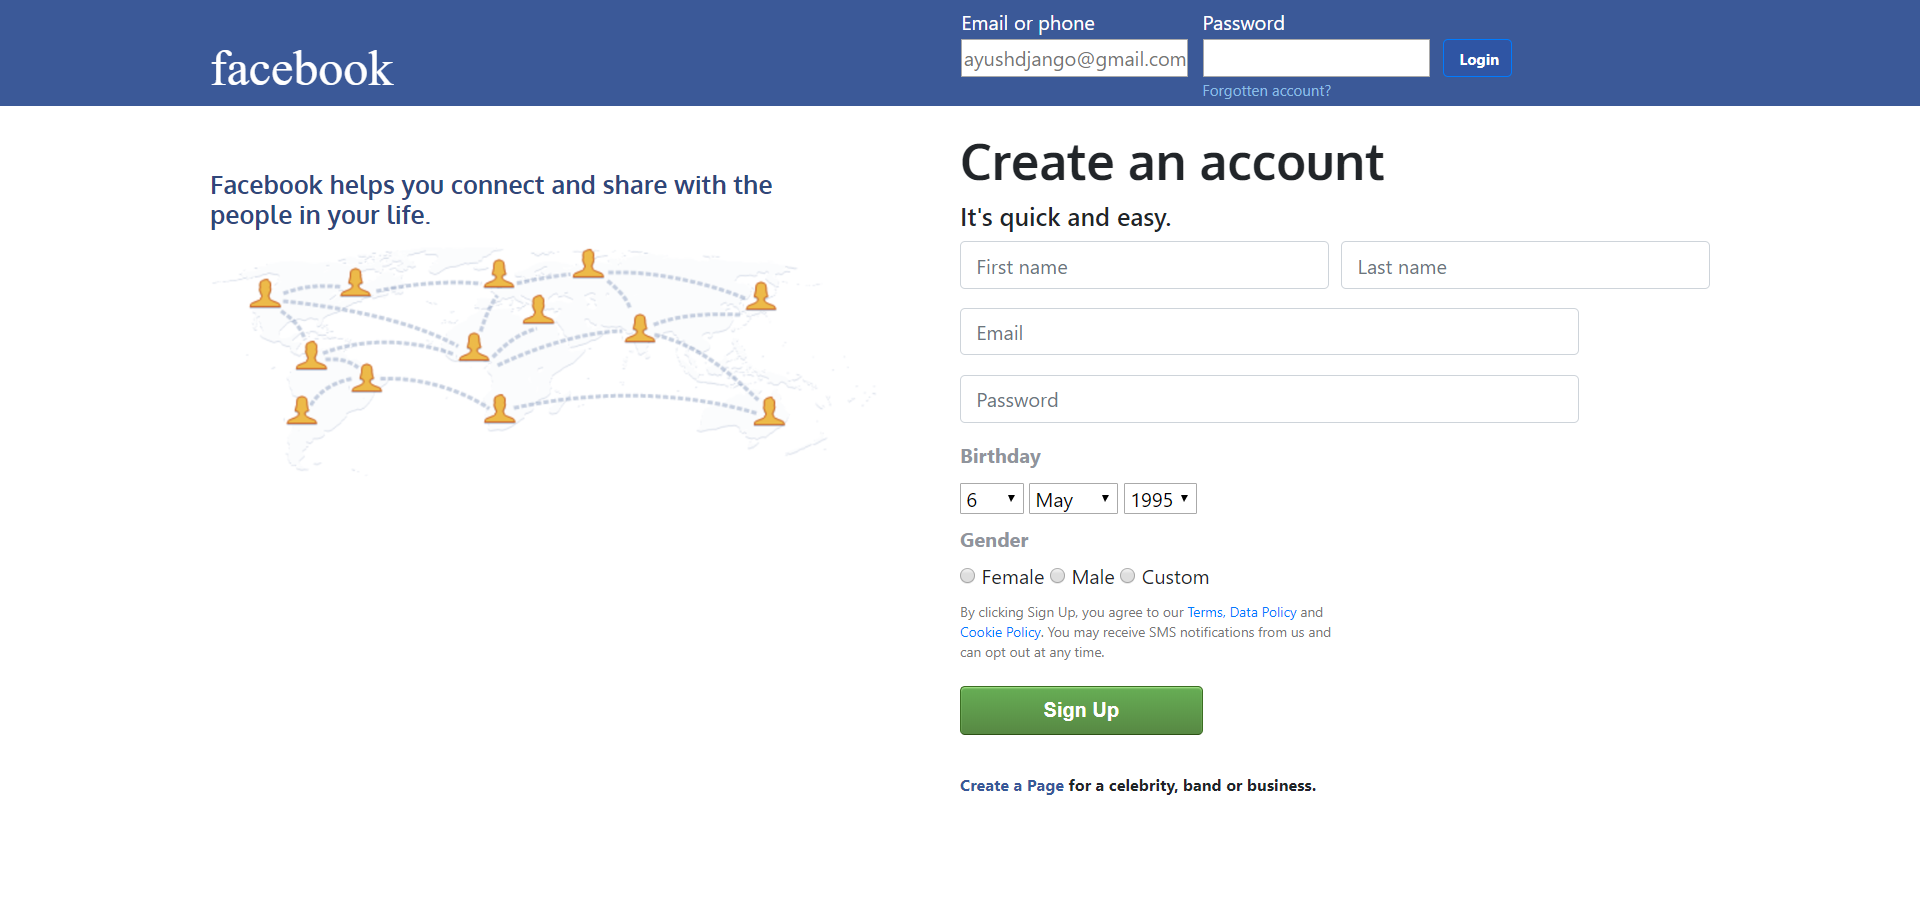 facebook
Email or phone
Password
ayushdjango@gmail.com
Login
Forgotten account?
Facebook helps you connect and share with the
people in your life.
Create an account
It's quick and easy.
First name
Last name
Email
Password
Birthday
6
May
1995
Gender
Female
Male
Custom
By clicking Sign Up, you agree to our Terms, Data Policy and
Cookie Policy. You may receive SMS notifications from us and
can opt out at any time.
Sign Up
Create a Page for a celebrity, band or business.